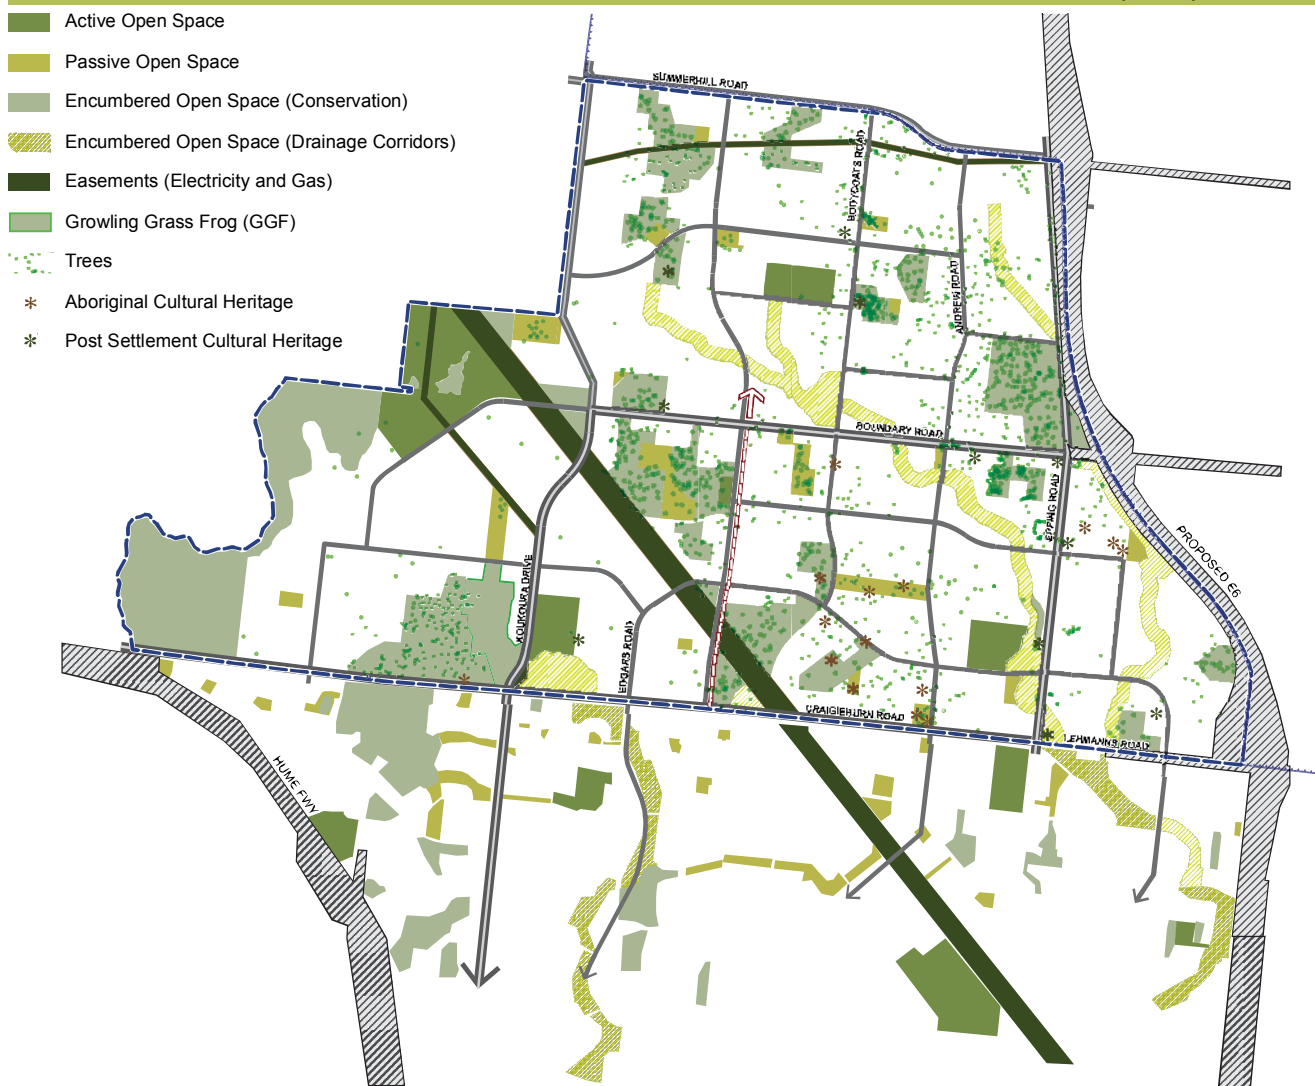 Active Open Space
Passive Open Space
Encumbered Open Space (Conservation)
Encumbered Open Space (Drainage Corridors)
Easements (Electricity and Gas)
Growling Grass Frog (GGF)
Trees
Aboriginal Cultural Heritage
Post Settlement Cultural Heritage
SUMMERHILL ROAD
BODYCOATS ROAD
ANDREW ROAD
BOUNDARY ROAD
EPPING ROAD
PROPOSED E6
KOUKOURA DRIVE
EDGARS ROAD
CRAIGIEBURN ROAD
LEHMANNS ROAD
HUME FWY